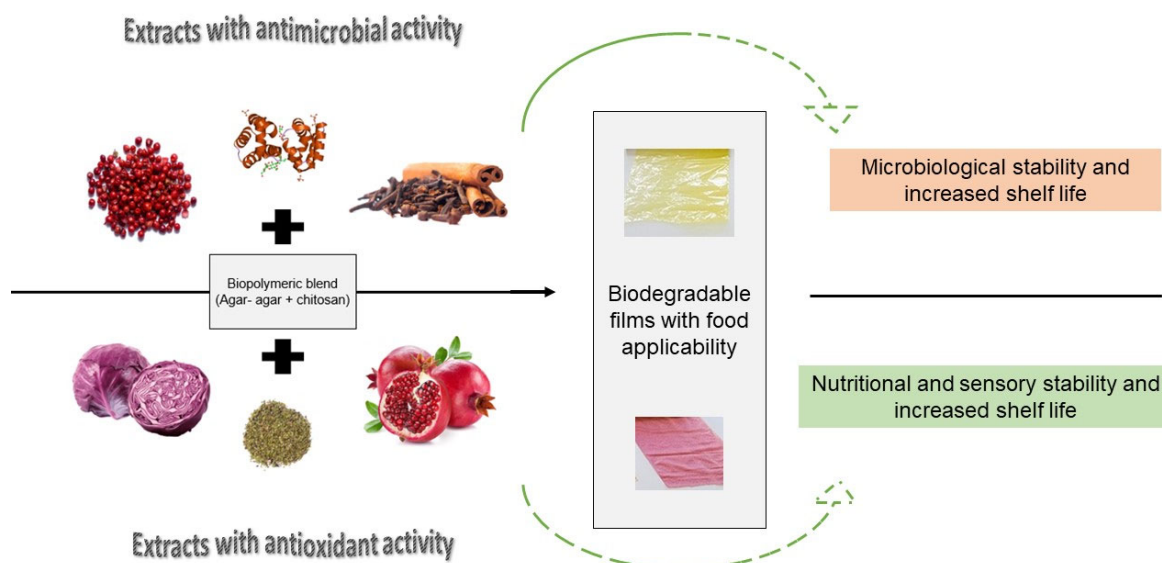 Extracts with antimicrobial activity
Biopolymeric blend
(Agar- agar + chitosan)
Extracts with antioxidant activity
Biodegradable
films with food
applicability
Microbiological stability and
increased shelf life
Nutritional and sensory stability and
increased shelf life